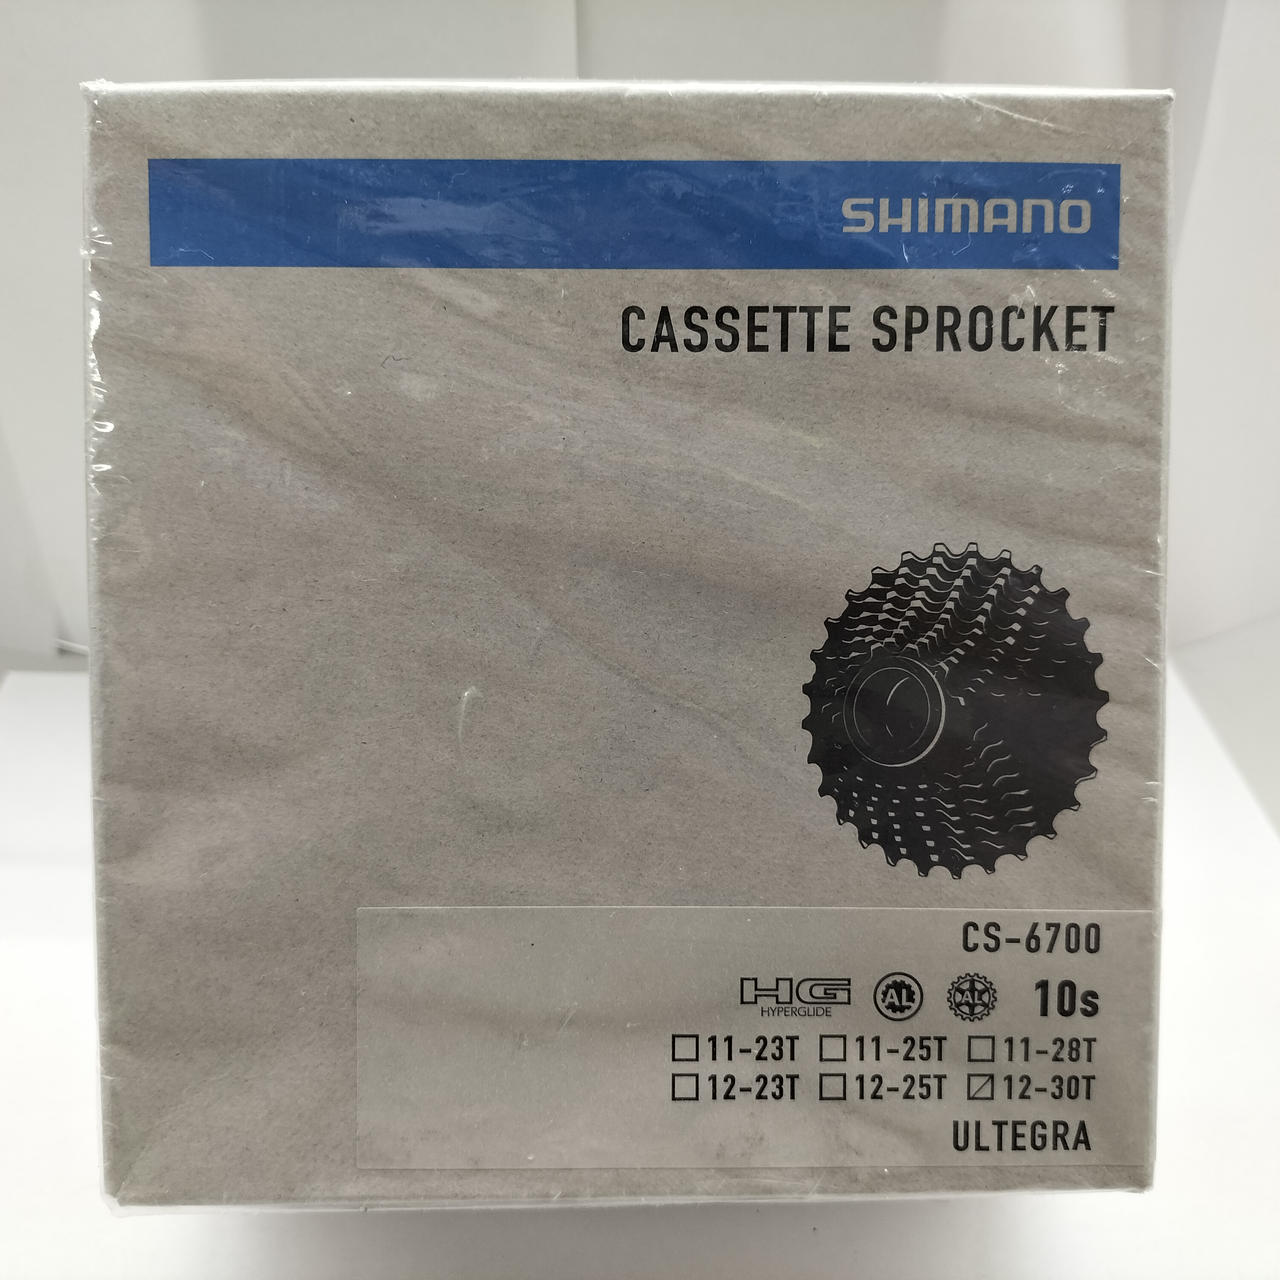 SHIMANO
CASSETTE SPROCKET
CS-6700
HG AL AL 10s
HYPERGLIDE
☐ 11-23T ☐ 11-25T ☐ 11-28T
☐ 12-23T ☐ 12-25T ☑ 12-30T
ULTEGRA